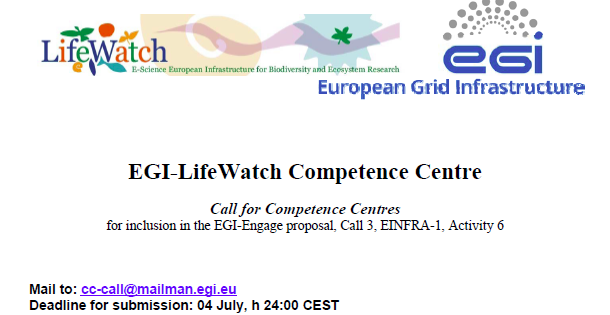 LifeWatch
E-Science European Infrastructure for Biodiversity and Ecosystem Research
egi
European Grid Infrastructure
EGI-LifeWatch Competence Centre
Call for Competence Centres
for inclusion in the EGI-Engage proposal, Call 3, EINFRA-1, Activity 6
Mail to: cc-call@mailman.egi.eu
Deadline for submission: 04 July, h 24:00 CEST